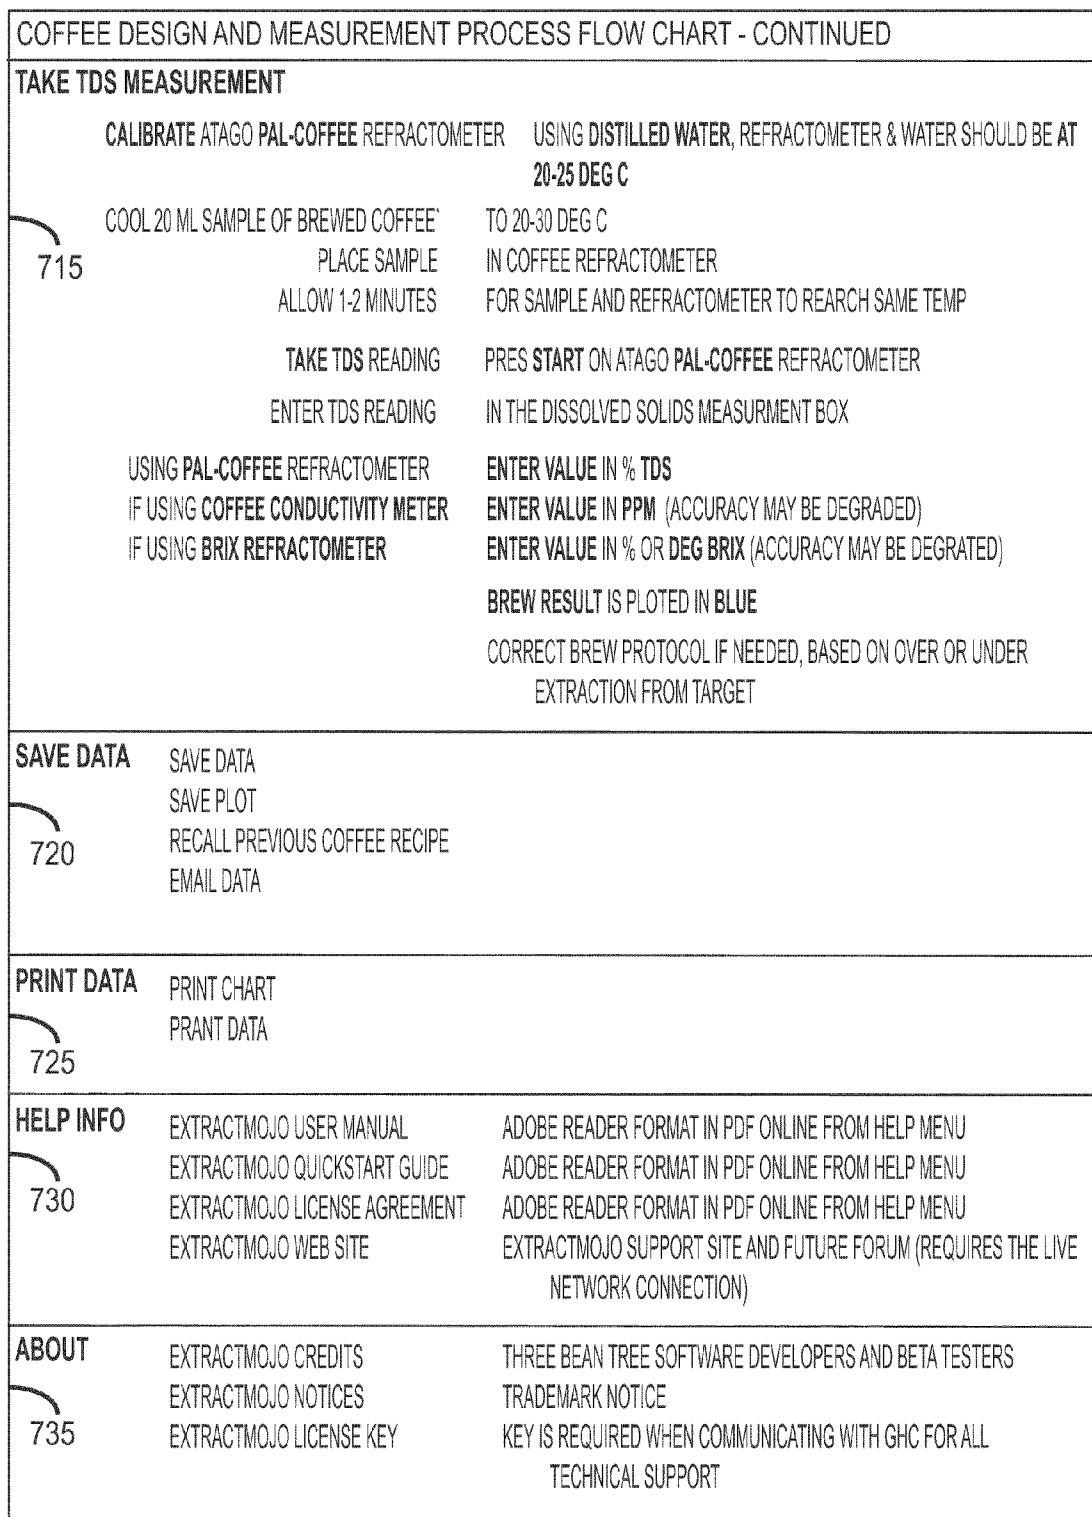 COFFEE DESIGN AND MEASUREMENT PROCESS FLOW CHART - CONTINUED
TAKE TDS MEASUREMENT
CALIBRATE ATAGO PAL-COFFEE REFRACTOMETER USING DISTILLED WATER, REFRACTOMETER & WATER SHOULD BE AT
20-25 DEG C
COOL 20 ML SAMPLE OF BREWED COFFEE` TO 20-30 DEG C
715
PLACE SAMPLE IN COFFEE REFRACTOMETER
ALLOW 1-2 MINUTES FOR SAMPLE AND REFRACTOMETER TO REARCH SAME TEMP
TAKE TDS READING PRES START ON ATAGO PAL-COFFEE REFRACTOMETER
ENTER TDS READING IN THE DISSOLVED SOLIDS MEASURMENT BOX
USING PAL-COFFEE REFRACTOMETER ENTER VALUE IN % TDS
IF USING COFFEE CONDUCTIVITY METER ENTER VALUE IN PPM (ACCURACY MAY BE DEGRADED)
IF USING BRIX REFRACTOMETER ENTER VALUE IN % OR DEG BRIX (ACCURACY MAY BE DEGRATED)
BREW RESULT IS PLOTED IN BLUE
CORRECT BREW PROTOCOL IF NEEDED, BASED ON OVER OR UNDER
EXTRACTION FROM TARGET
SAVE DATA SAVE DATA
SAVE PLOT
720
RECALL PREVIOUS COFFEE RECIPE
EMAIL DATA
PRINT DATA PRINT CHART
PRANT DATA
725
HELP INFO EXTRACTMOJO USER MANUAL ADOBE READER FORMAT IN PDF ONLINE FROM HELP MENU
EXTRACTMOJO QUICKSTART GUIDE ADOBE READER FORMAT IN PDF ONLINE FROM HELP MENU
730
EXTRACTMOJO LICENSE AGREEMENT ADOBE READER FORMAT IN PDF ONLINE FROM HELP MENU
EXTRACTMOJO WEB SITE EXTRACTMOJO SUPPORT SITE AND FUTURE FORUM (REQUIRES THE LIVE
NETWORK CONNECTION)
ABOUT EXTRACTMOJO CREDITS THREE BEAN TREE SOFTWARE DEVELOPERS AND BETA TESTERS
EXTRACTMOJO NOTICES TRADEMARK NOTICE
735
EXTRACTMOJO LICENSE KEY KEY IS REQUIRED WHEN COMMUNICATING WITH GHC FOR ALL
TECHNICAL SUPPORT